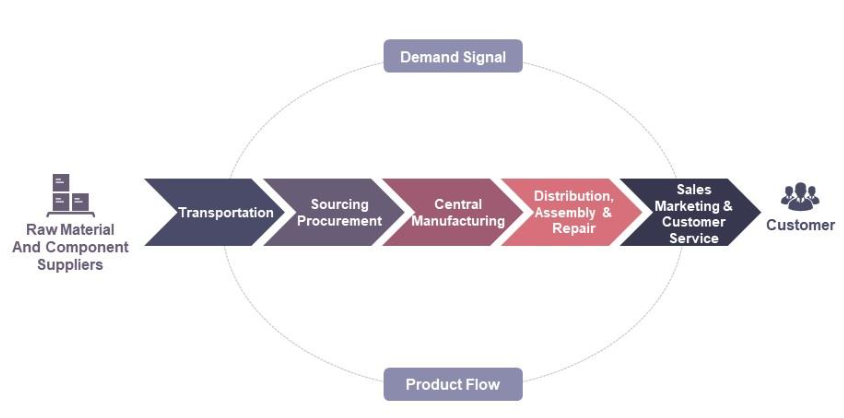 Demand Signal
Raw Material
And Component
Suppliers
Transportation
Sourcing
Procurement
Central
Manufacturing
Distribution,
Assembly & 
Repair
Sales
Marketing &
Customer
Service
Customer
Product Flow